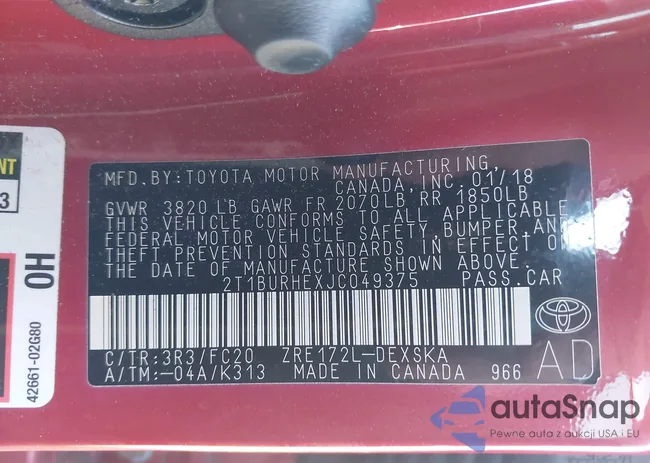 MFD.BY:TOYOTA MOTOR MANUFACTURING
CANADA, INC. 01/18
GVWR 3820 LB GAWR FR 2070LB RR 1850LB
THIS VEHICLE CONFORMS TO ALL APPLICABLE
FEDERAL MOTOR VEHICLE SAFETY, BUMPER, AND
THEFT PREVENTION STANDARDS IN EFFECT ON
THE DATE OF MANUFACTURE SHOWN ABOVE.
2T1BURHEXJC049375 PASS.CAR
C/TR:3R3/FC20 ZRE172L-DEXSKA
A/TM:-04A/K313 MADE IN CANADA 966
AD
3
OH
42661-02G80
autaSnap
Pewne auta z aukcji USA i EU